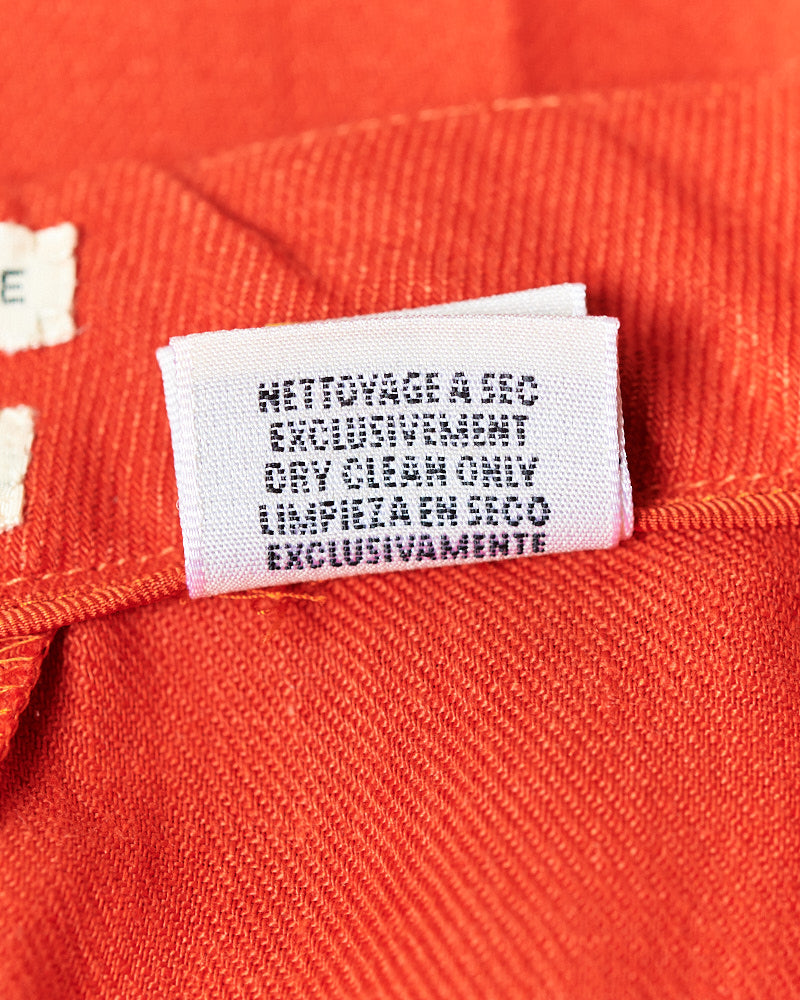 E
NETTOYAGE A SEC
EXCLUSIVEMENT
DRY CLEAN ONLY
LIMPIEZA EN SECO
EXCLUSIVAMENTE